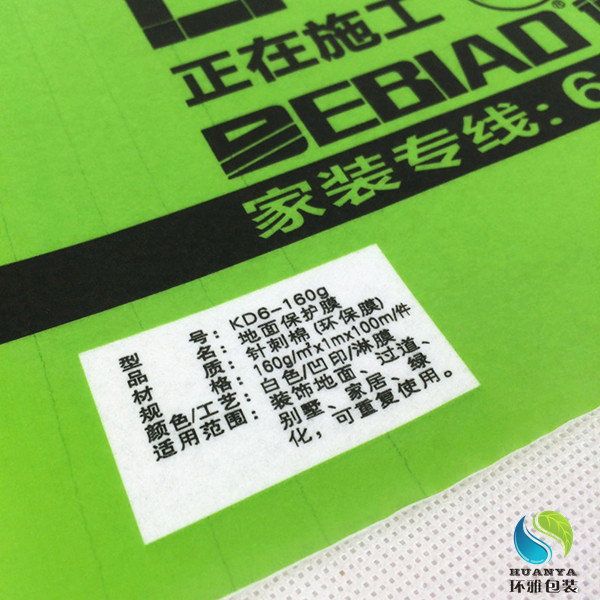 正在施工
DEBIAO
®
家装专线: 6
型 号: KD6-160g
品 名: 地面保护膜
材 质: 针刺棉 (环保膜)
规 格: 160g/㎡x1mx100m/件
颜色/工艺: 白色/凹印/淋膜
适用范围: 装饰地面、过道、
别墅、家居、绿
化，可重复使用。
HUANYA
环雅包装